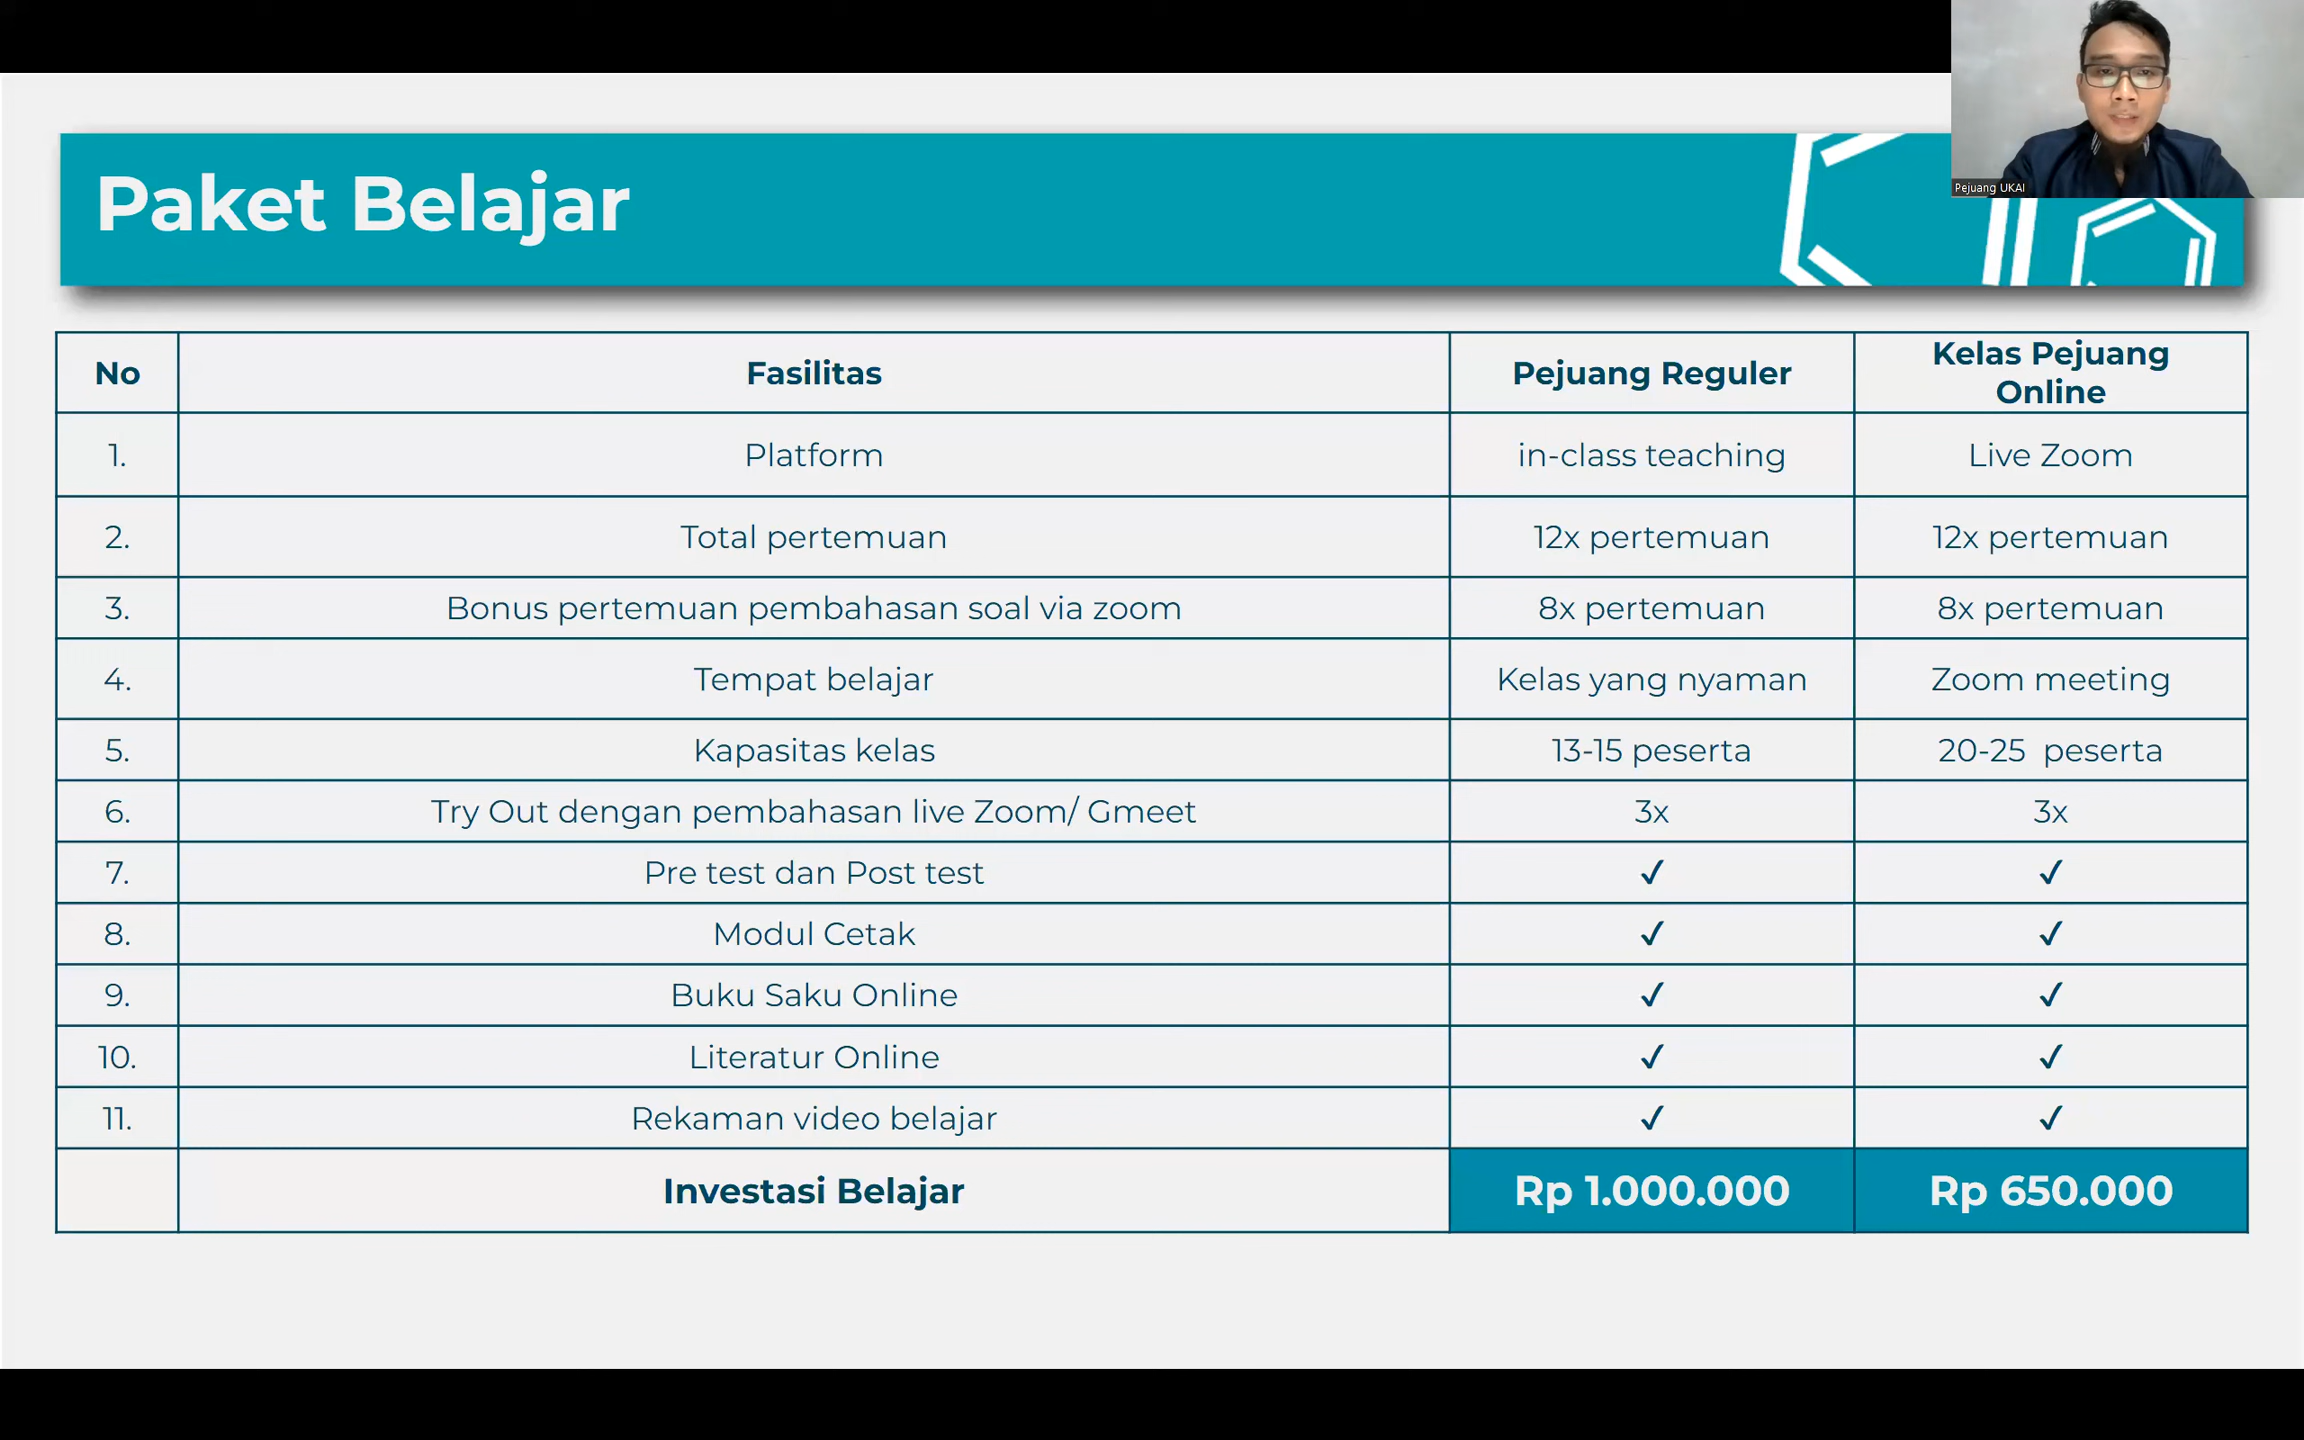 Pejuang UKAI
Paket Belajar
No Fasilitas Pejuang Reguler Kelas Pejuang Online
1. Platform in-class teaching Live Zoom
2. Total pertemuan 12x pertemuan 12x pertemuan
3. Bonus pertemuan pembahasan soal via zoom 8x pertemuan 8x pertemuan
4. Tempat belajar Kelas yang nyaman Zoom meeting
5. Kapasitas kelas 13-15 peserta 20-25 peserta
6. Try Out dengan pembahasan live Zoom/ Gmeet 3x 3x
7. Pre test dan Post test ✓ ✓
8. Modul Cetak ✓ ✓
9. Buku Saku Online ✓ ✓
10. Literatur Online ✓ ✓
11. Rekaman video belajar ✓ ✓
Investasi Belajar Rp 1.000.000 Rp 650.000